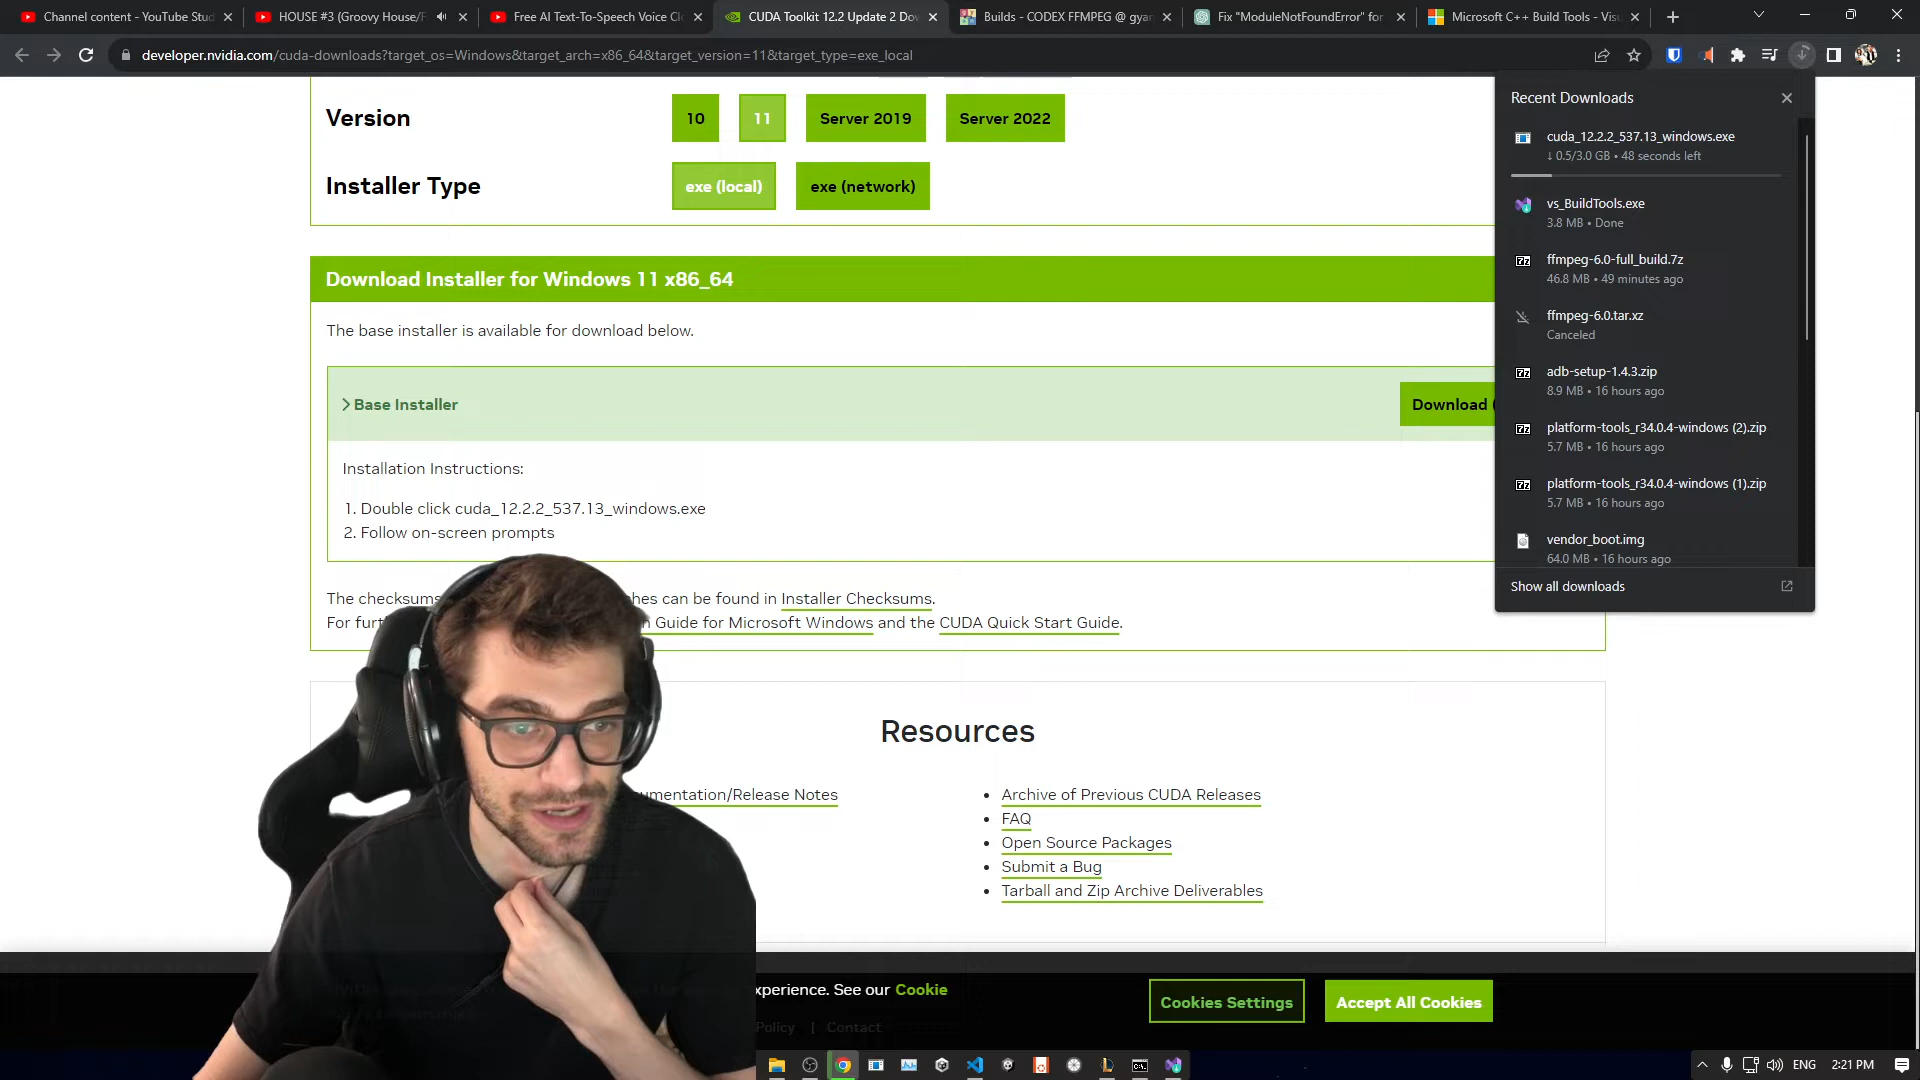 Channel content - YouTube Stud
HOUSE #3 (Groovy House/F
Free AI Text-To-Speech Voice Cl
CUDA Toolkit 12.2 Update 2 Dow
Builds - CODEX FFMPEG @ gyan
Fix "ModuleNotFoundError" for
Microsoft C++ Build Tools - Visu
developer.nvidia.com/cuda-downloads?target_os=Windows&target_arch=x86_64&target_version=11&target_type=exe_local
Version
10
11
Server 2019
Server 2022
Installer Type
exe (local)
exe (network)
Download Installer for Windows 11 x86_64
The base installer is available for download below.
Base Installer
Download (
Installation Instructions:
1. Double click cuda_12.2.2_537.13_windows.exe
2. Follow on-screen prompts
The checksums hes can be found in Installer Checksums.
For furt n Guide for Microsoft Windows and the CUDA Quick Start Guide.
Resources
umentation/Release Notes
• Archive of Previous CUDA Releases
• FAQ
• Open Source Packages
• Submit a Bug
• Tarball and Zip Archive Deliverables
xperience. See our Cookie
Policy | Contact
Cookies Settings
Accept All Cookies
Recent Downloads
cuda_12.2.2_537.13_windows.exe
↓ 0.5/3.0 GB • 48 seconds left
vs_BuildTools.exe
3.8 MB • Done
ffmpeg-6.0-full_build.7z
46.8 MB • 49 minutes ago
ffmpeg-6.0.tar.xz
Canceled
adb-setup-1.4.3.zip
8.9 MB • 16 hours ago
platform-tools_r34.0.4-windows (2).zip
5.7 MB • 16 hours ago
platform-tools_r34.0.4-windows (1).zip
5.7 MB • 16 hours ago
vendor_boot.img
64.0 MB • 16 hours ago
Show all downloads
ENG
2:21 PM